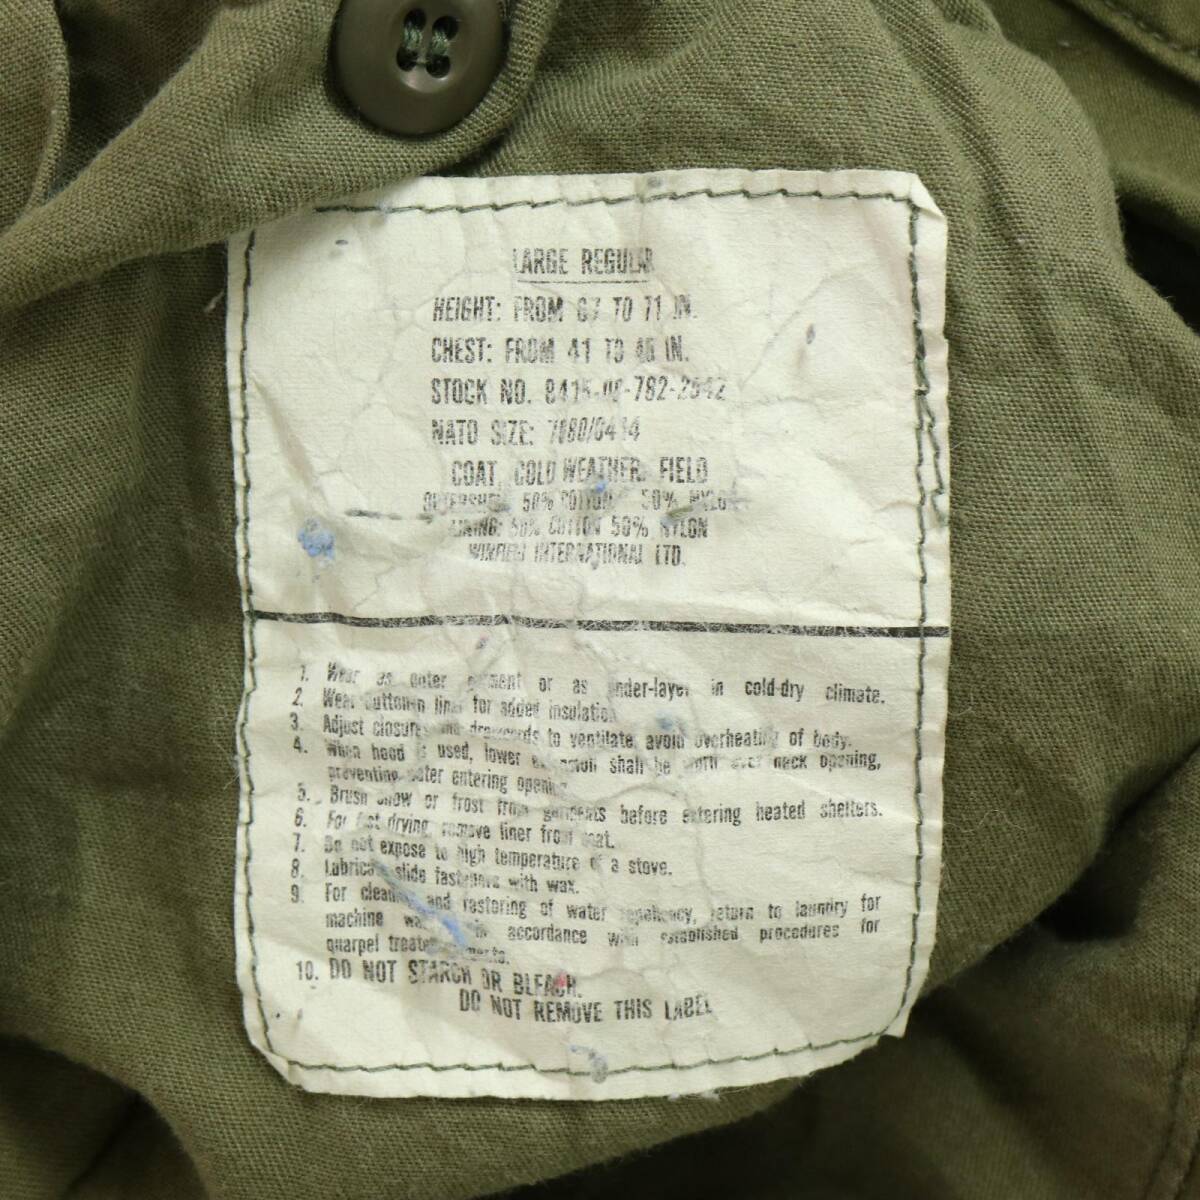 LARGE REGULAR
HEIGHT: FROM 67 TO 71 IN.
CHEST: FROM 41 TO 45 IN.
STOCK NO. 8415-00-782-2942
NATO SIZE:
COAT, COLD WEATHER, FIELD
OUTERSHELL 50% COTTON 50% NYLON
LINING: 50% COTTON 50% NYLON
INTERNATIONAL LTD.
1. Wear as outer garment or as under-layer in cold-dry climate.
2. Wear button-in liner for added insulation.
3. Adjust closures and drawcords to ventilate, avoid overheating of body.
4. When hood is used, lower extension shall be worn over neck opening,
preventing water entering opening.
5. Brush snow or frost from garments before entering heated shelters.
6. For fast drying, remove liner from coat.
7. Do not expose to high temperature of a stove.
8. Lubricate slide fasteners with wax.
9. For cleaning and restoring of water repellency, return to laundry for
machine in accordance with established procedures for
quarpel treated garments.
10. DO NOT STARCH OR BLEACH.
DO NOT REMOVE THIS LABEL